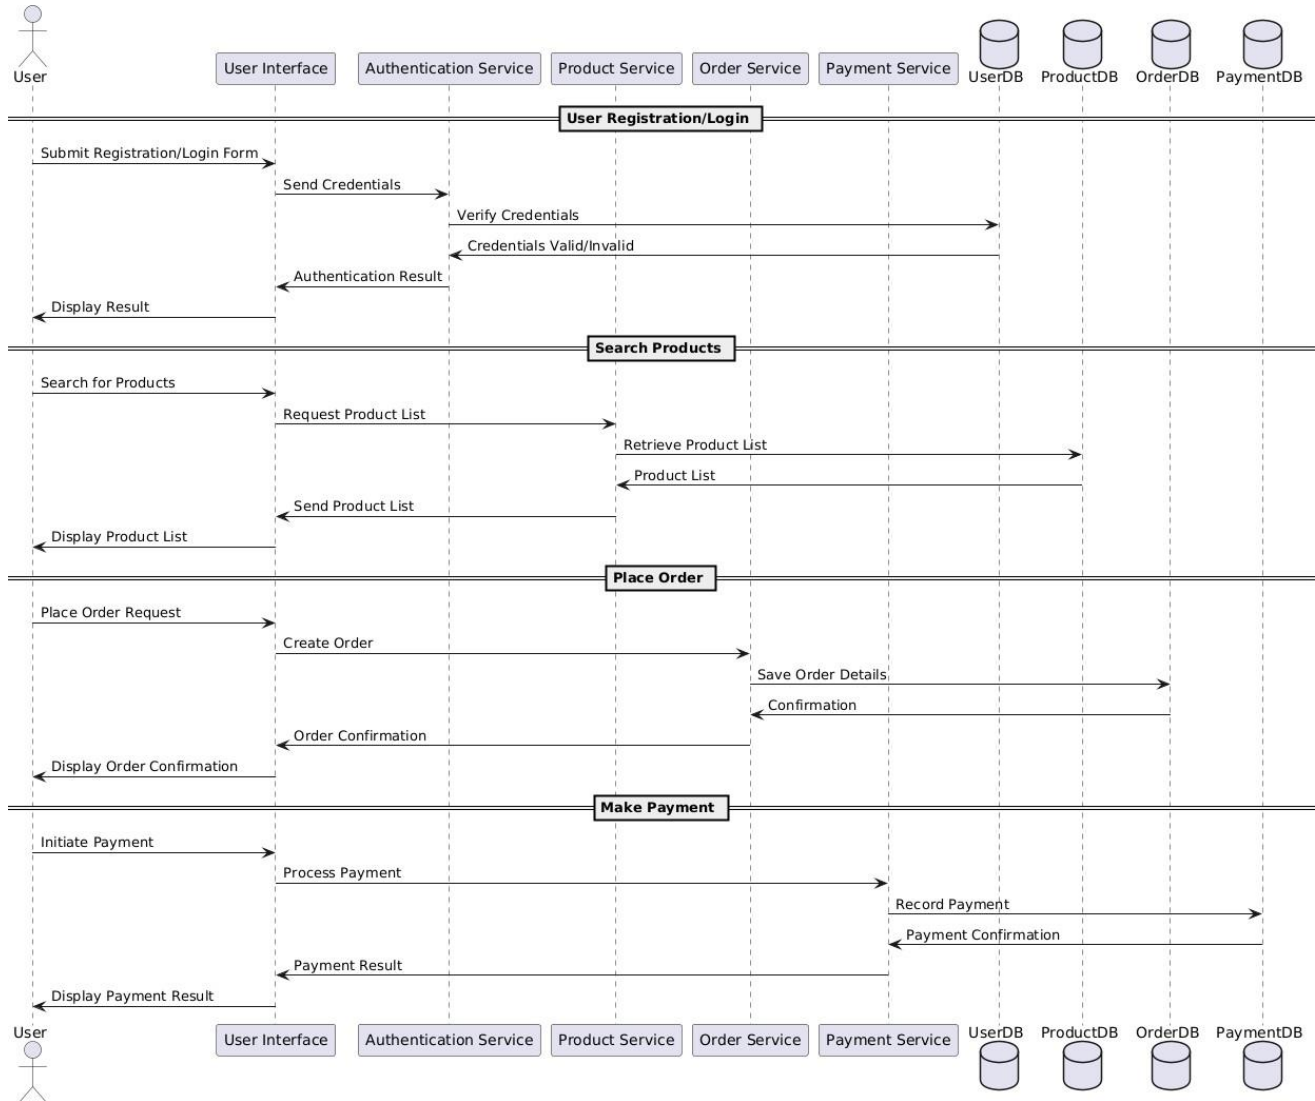 User
User Interface
Authentication Service
Product Service
Order Service
Payment Service
UserDB
ProductDB
OrderDB
PaymentDB
User Registration/Login
Submit Registration/Login Form
Send Credentials
Verify Credentials
Credentials Valid/Invalid
Authentication Result
Display Result
Search Products
Search for Products
Request Product List
Retrieve Product List
Product List
Send Product List
Display Product List
Place Order
Place Order Request
Create Order
Save Order Details
Confirmation
Order Confirmation
Display Order Confirmation
Make Payment
Initiate Payment
Process Payment
Record Payment
Payment Confirmation
Payment Result
Display Payment Result
User
User Interface
Authentication Service
Product Service
Order Service
Payment Service
UserDB
ProductDB
OrderDB
PaymentDB